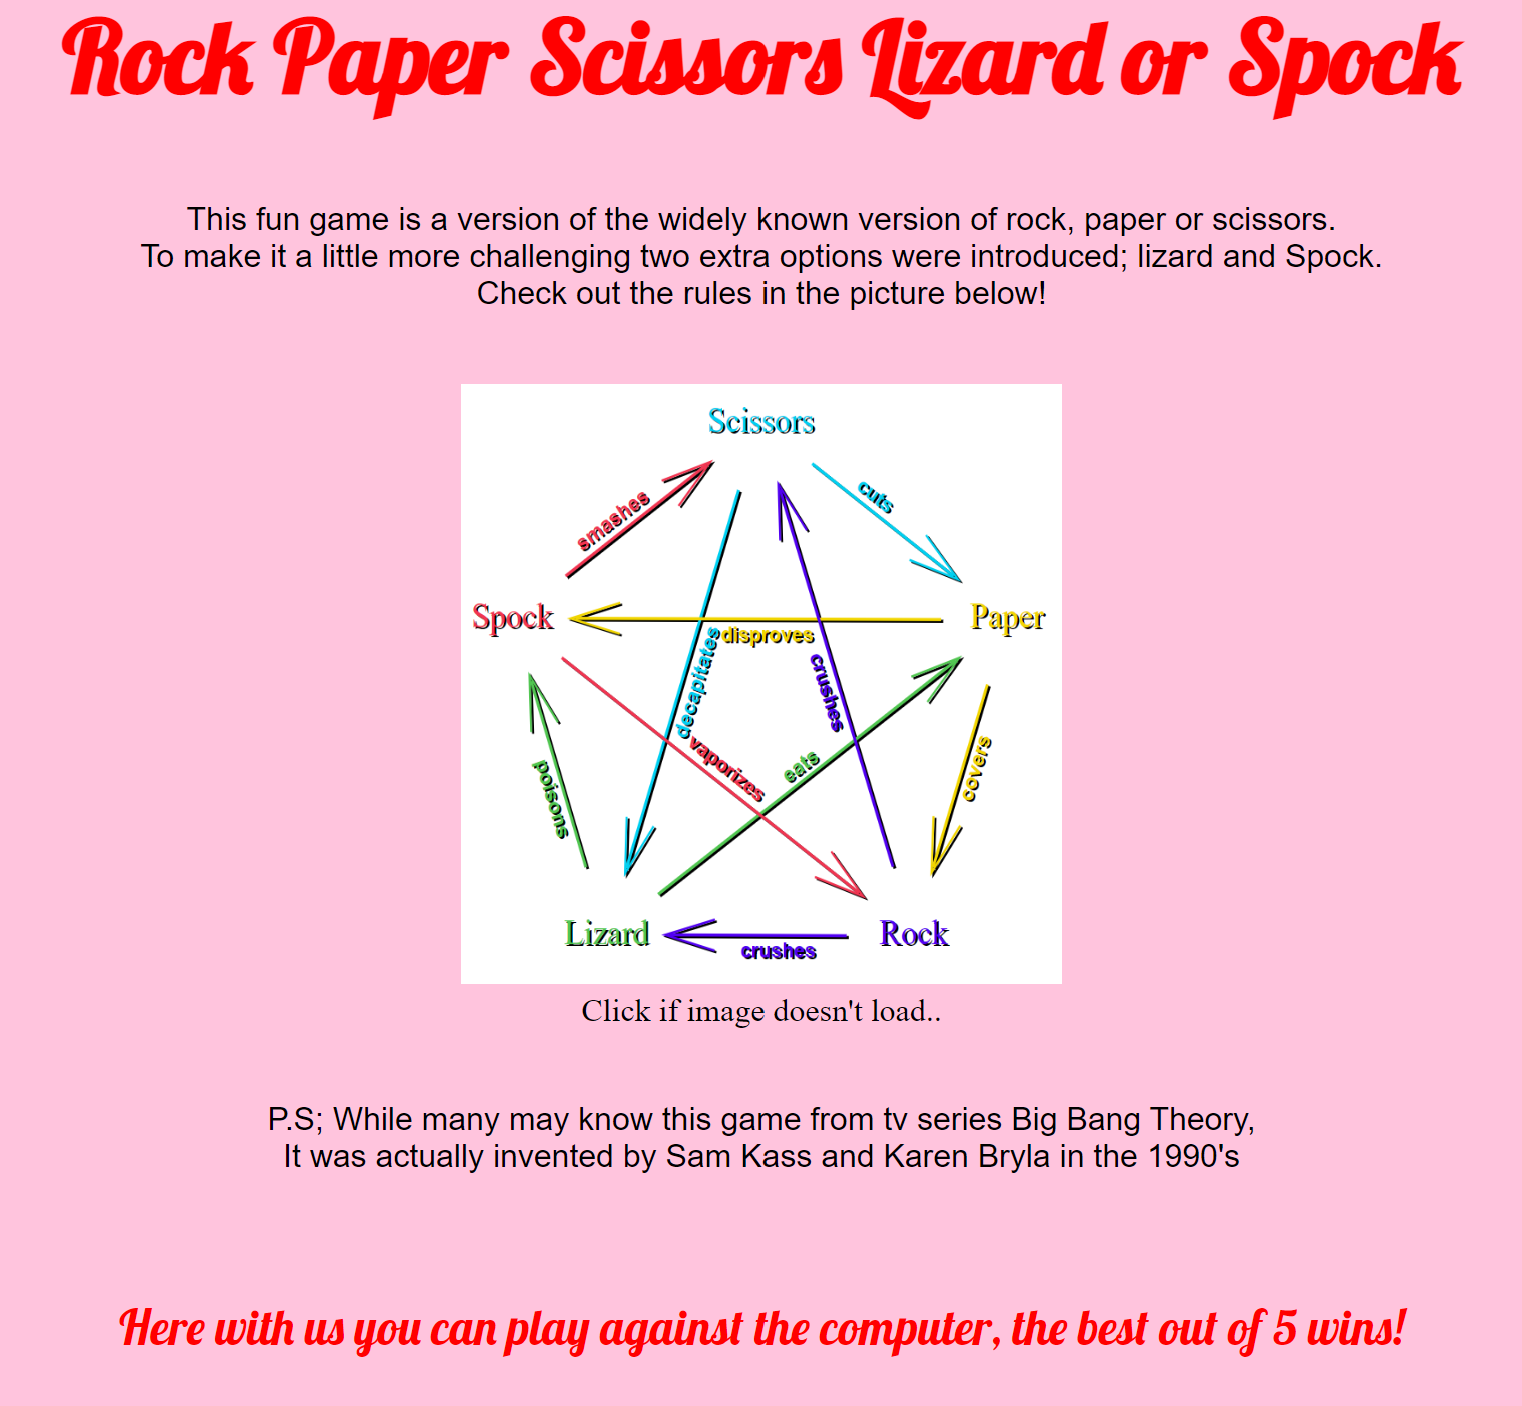 Rock Paper Scissors Lizard or Spock
This fun game is a version of the widely known version of rock, paper or scissors.
To make it a little more challenging two extra options were introduced; lizard and Spock.
Check out the rules in the picture below!
Scissors
smashes
cuts
Spock
Paper
disproves
decapitates
crushes
vaporizes
eats
covers
poisons
Lizard
Rock
crushes
Click if image doesn't load..
P.S; While many may know this game from tv series Big Bang Theory,
It was actually invented by Sam Kass and Karen Bryla in the 1990's
Here with us you can play against the computer, the best out of 5 wins!